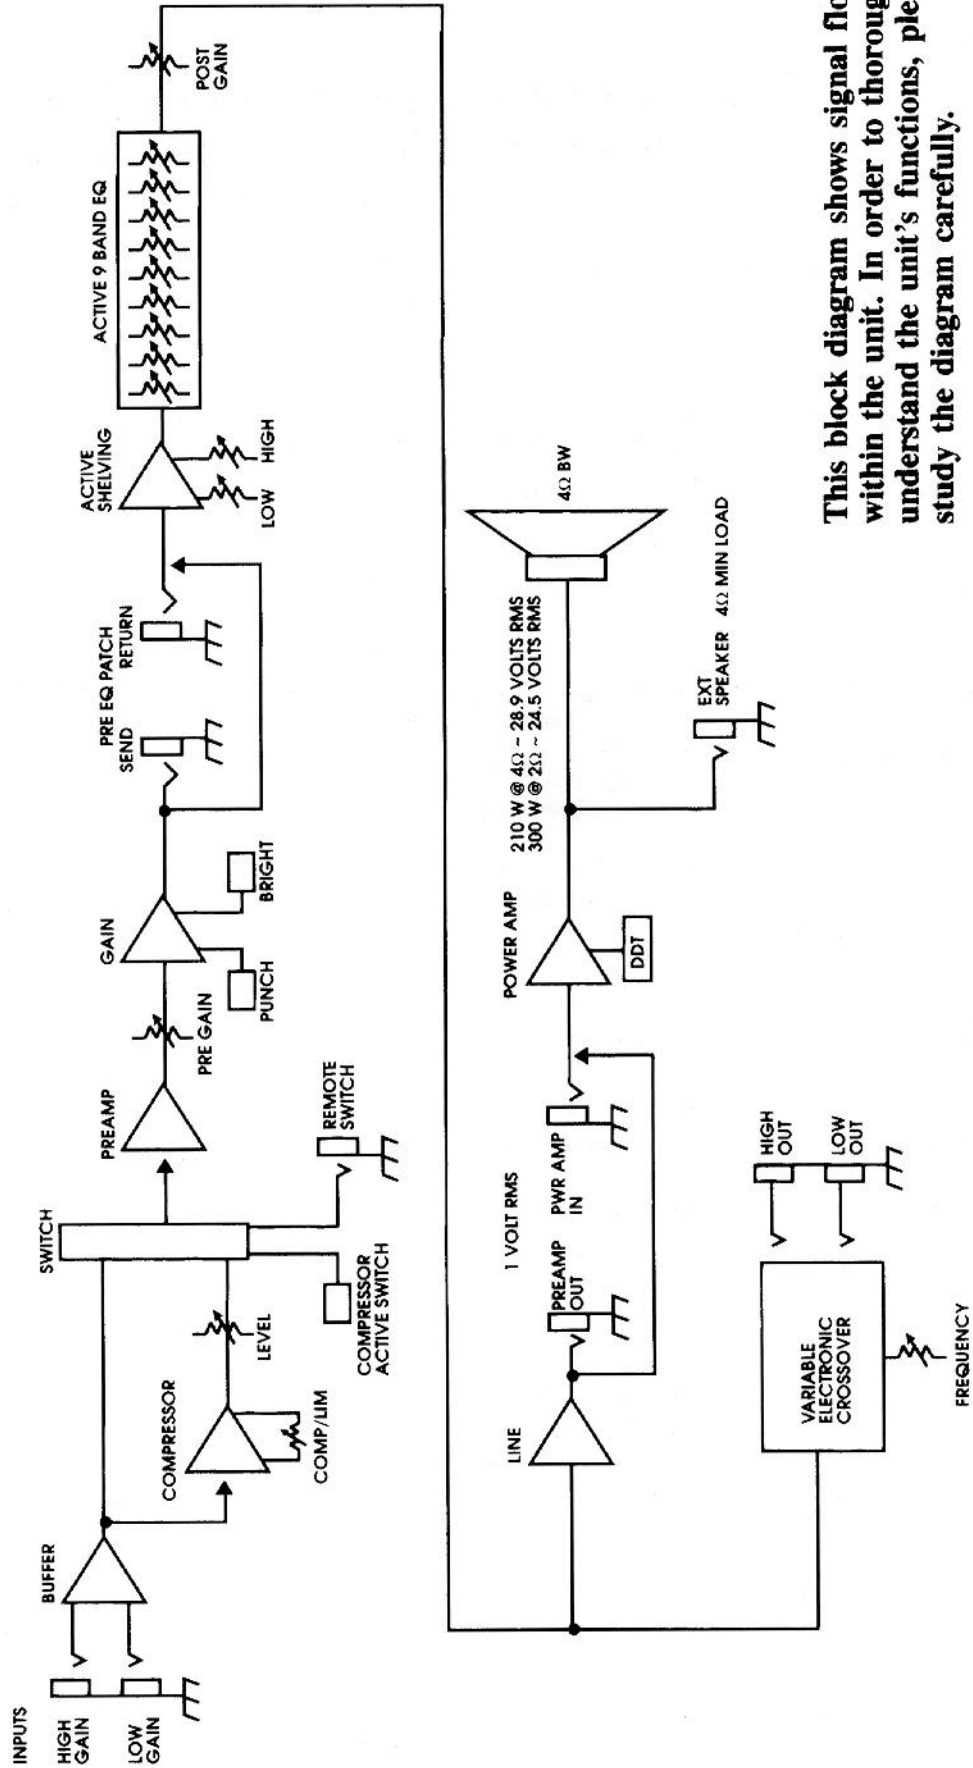 INPUTS
HIGH
GAIN
LOW
GAIN
BUFFER
COMPRESSOR
COMP/LIM
LEVEL
SWITCH
COMPRESSOR
ACTIVE SWITCH
REMOTE
SWITCH
PREAMP
PRE GAIN
GAIN
PUNCH
BRIGHT
PRE EQ PATCH
SEND
RETURN
ACTIVE
SHELVING
LOW
HIGH
ACTIVE 9 BAND EQ
POST
GAIN
LINE
1 VOLT RMS
PREAMP
OUT
PWR AMP
IN
POWER AMP
DDT
210 W @ 4Ω ~ 28.9 VOLTS RMS
300 W @ 2Ω ~ 24.5 VOLTS RMS
4Ω BW
EXT
SPEAKER 4Ω MIN LOAD
VARIABLE
ELECTRONIC
CROSSOVER
FREQUENCY
HIGH
OUT
LOW
OUT
This block diagram shows signal flo
within the unit. In order to thoroug
understand the unit's functions, ple
study the diagram carefully.